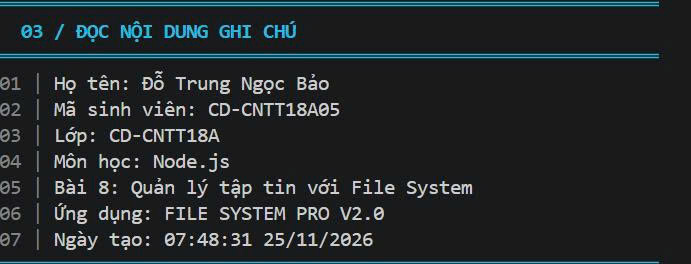 03 / ĐỌC NỘI DUNG GHI CHÚ
01 | Họ tên: Đỗ Trung Ngọc Bảo
02 | Mã sinh viên: CD-CNTT18A05
03 | Lớp: CD-CNTT18A
04 | Môn học: Node.js
05 | Bài 8: Quản lý tập tin với File System
06 | Ứng dụng: FILE SYSTEM PRO V2.0
07 | Ngày tạo: 07:48:31 25/11/2026